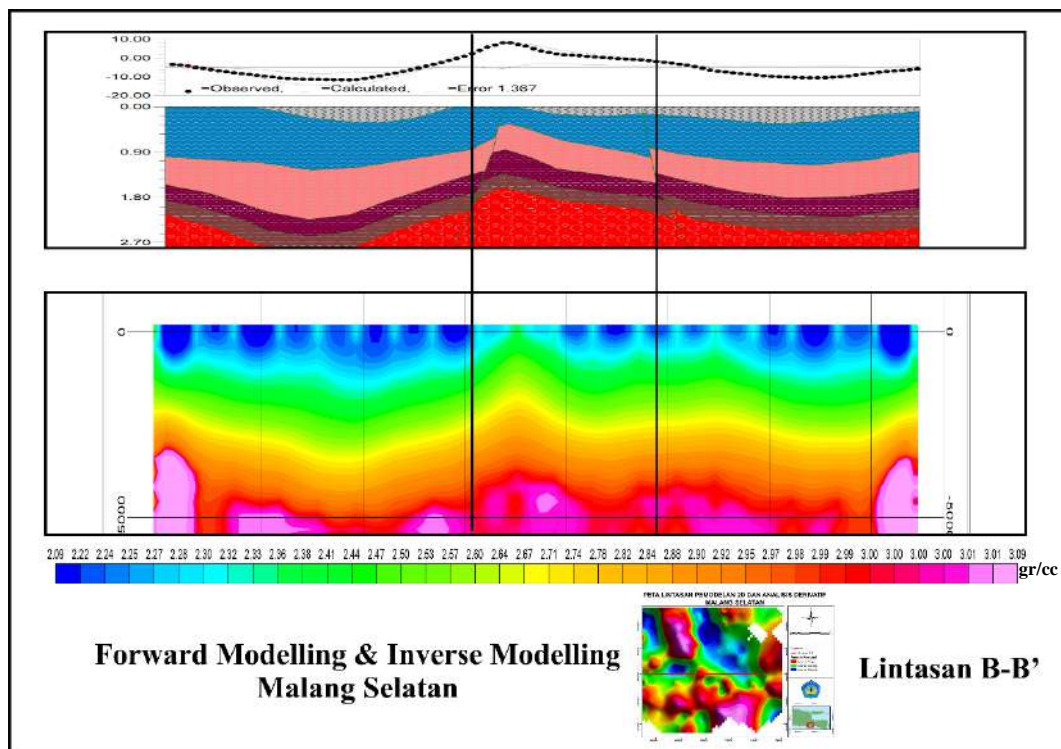 10.00
0.00
-10.00
-20.00
=Observed, =Calculated, =Error 1.367
0.00
0.90
1.80
2.70
0 0
5000 -5000
2.09 2.22 2.24 2.25 2.27 2.28 2.30 2.32 2.36 2.38 2.41 2.44 2.47 2.50 2.53 2.57 2.60 2.64 2.67 2.71 2.74 2.78 2.82 2.84 2.88 2.90 2.92 2.95 2.97 2.98 2.99 2.99 3.00 3.00 3.00 3.01 3.01 3.09
gr/cc
PETA LINTASAN PEMODELAN 2D DAN ANALISIS DERIVATIF
MALANG SELATAN
Forward Modelling & Inverse Modelling
Malang Selatan
Lintasan B-B’